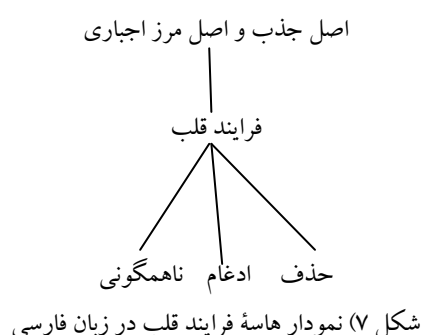 اصل جذب و اصل مرز اجباری
فرایند قلب
حذف ادغام ناهمگونی
شکل ۷) نمودار هاسهٔ فرایند قلب در زبان فارسی